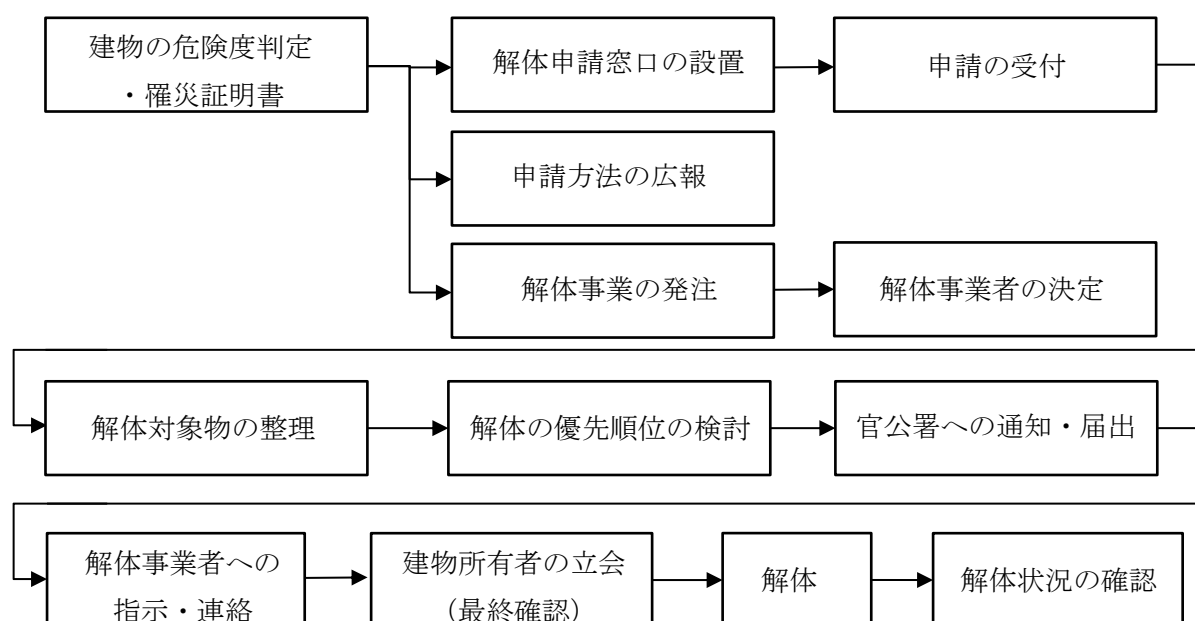 建物の危険度判定
・罹災証明書
解体申請窓口の設置
申請の受付
申請方法の広報
解体事業の発注
解体事業者の決定
解体対象物の整理
解体の優先順位の検討
官公署への通知・届出
解体事業者への
指示・連絡
建物所有者の立会
（最終確認）
解体
解体状況の確認